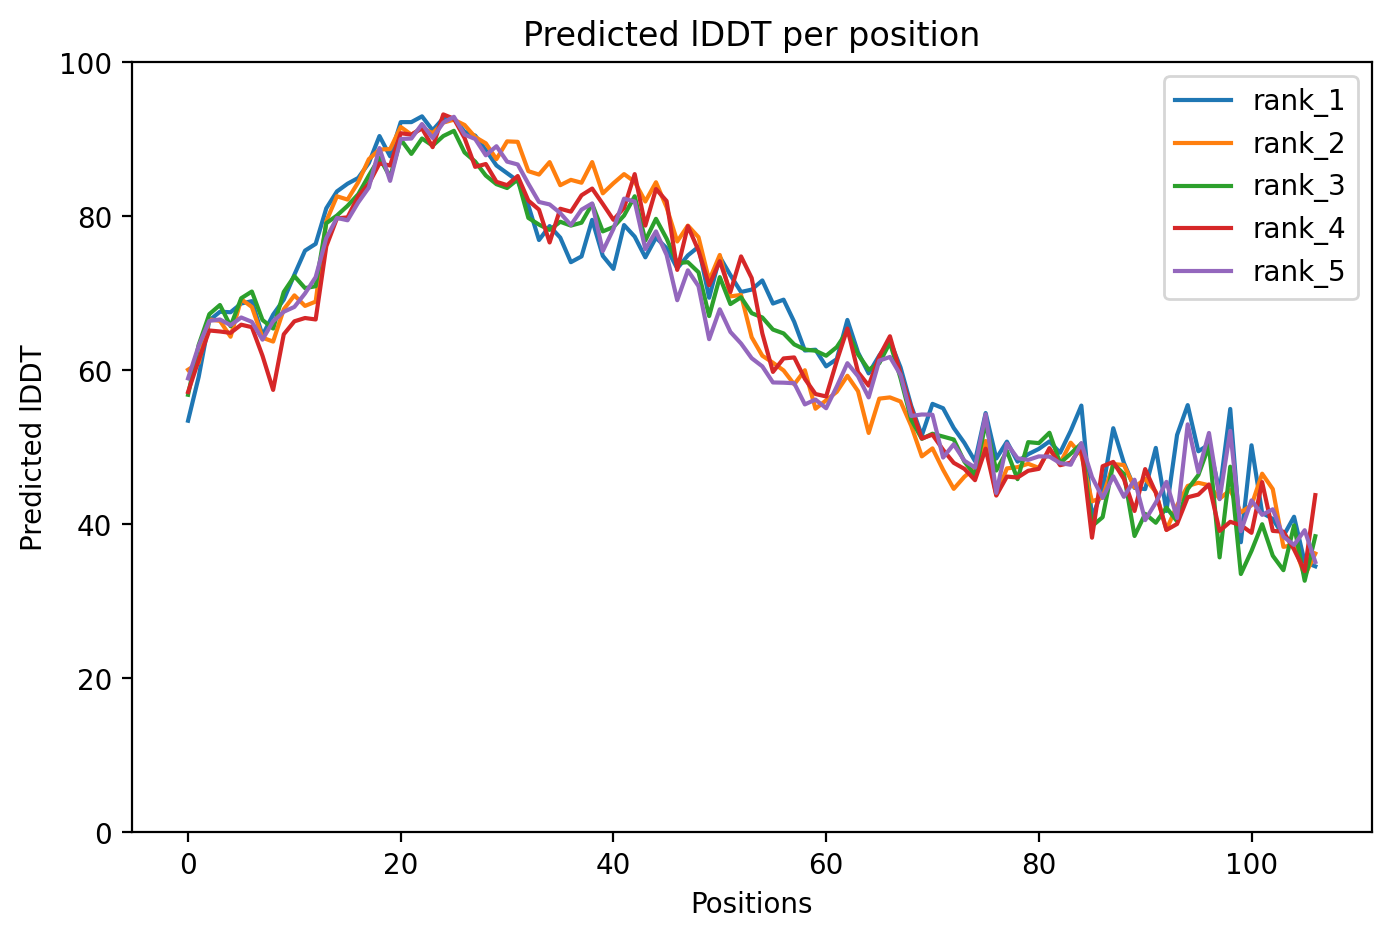 Predicted lDDT per position
100
80
60
40
20
0
Predicted lDDT
0 20 40 60 80 100
Positions
rank_1
rank_2
rank_3
rank_4
rank_5